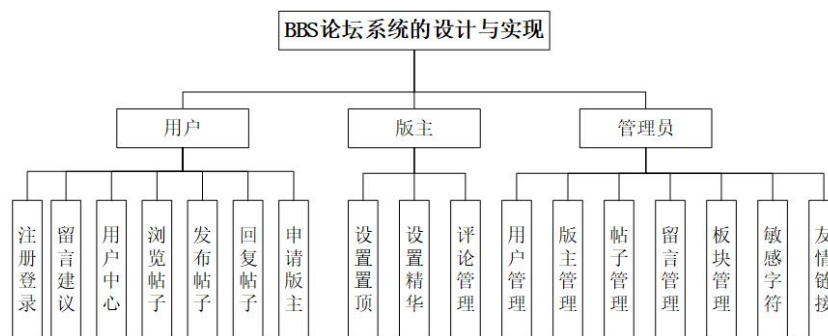 BBS论坛系统的设计与实现
用户
版主
管理员
注册登录
留言建议
用户中心
浏览帖子
发布帖子
回复帖子
申请版主
设置置顶
设置精华
评论管理
用户管理
版主管理
帖子管理
留言管理
板块管理
敏感字符
友情链接